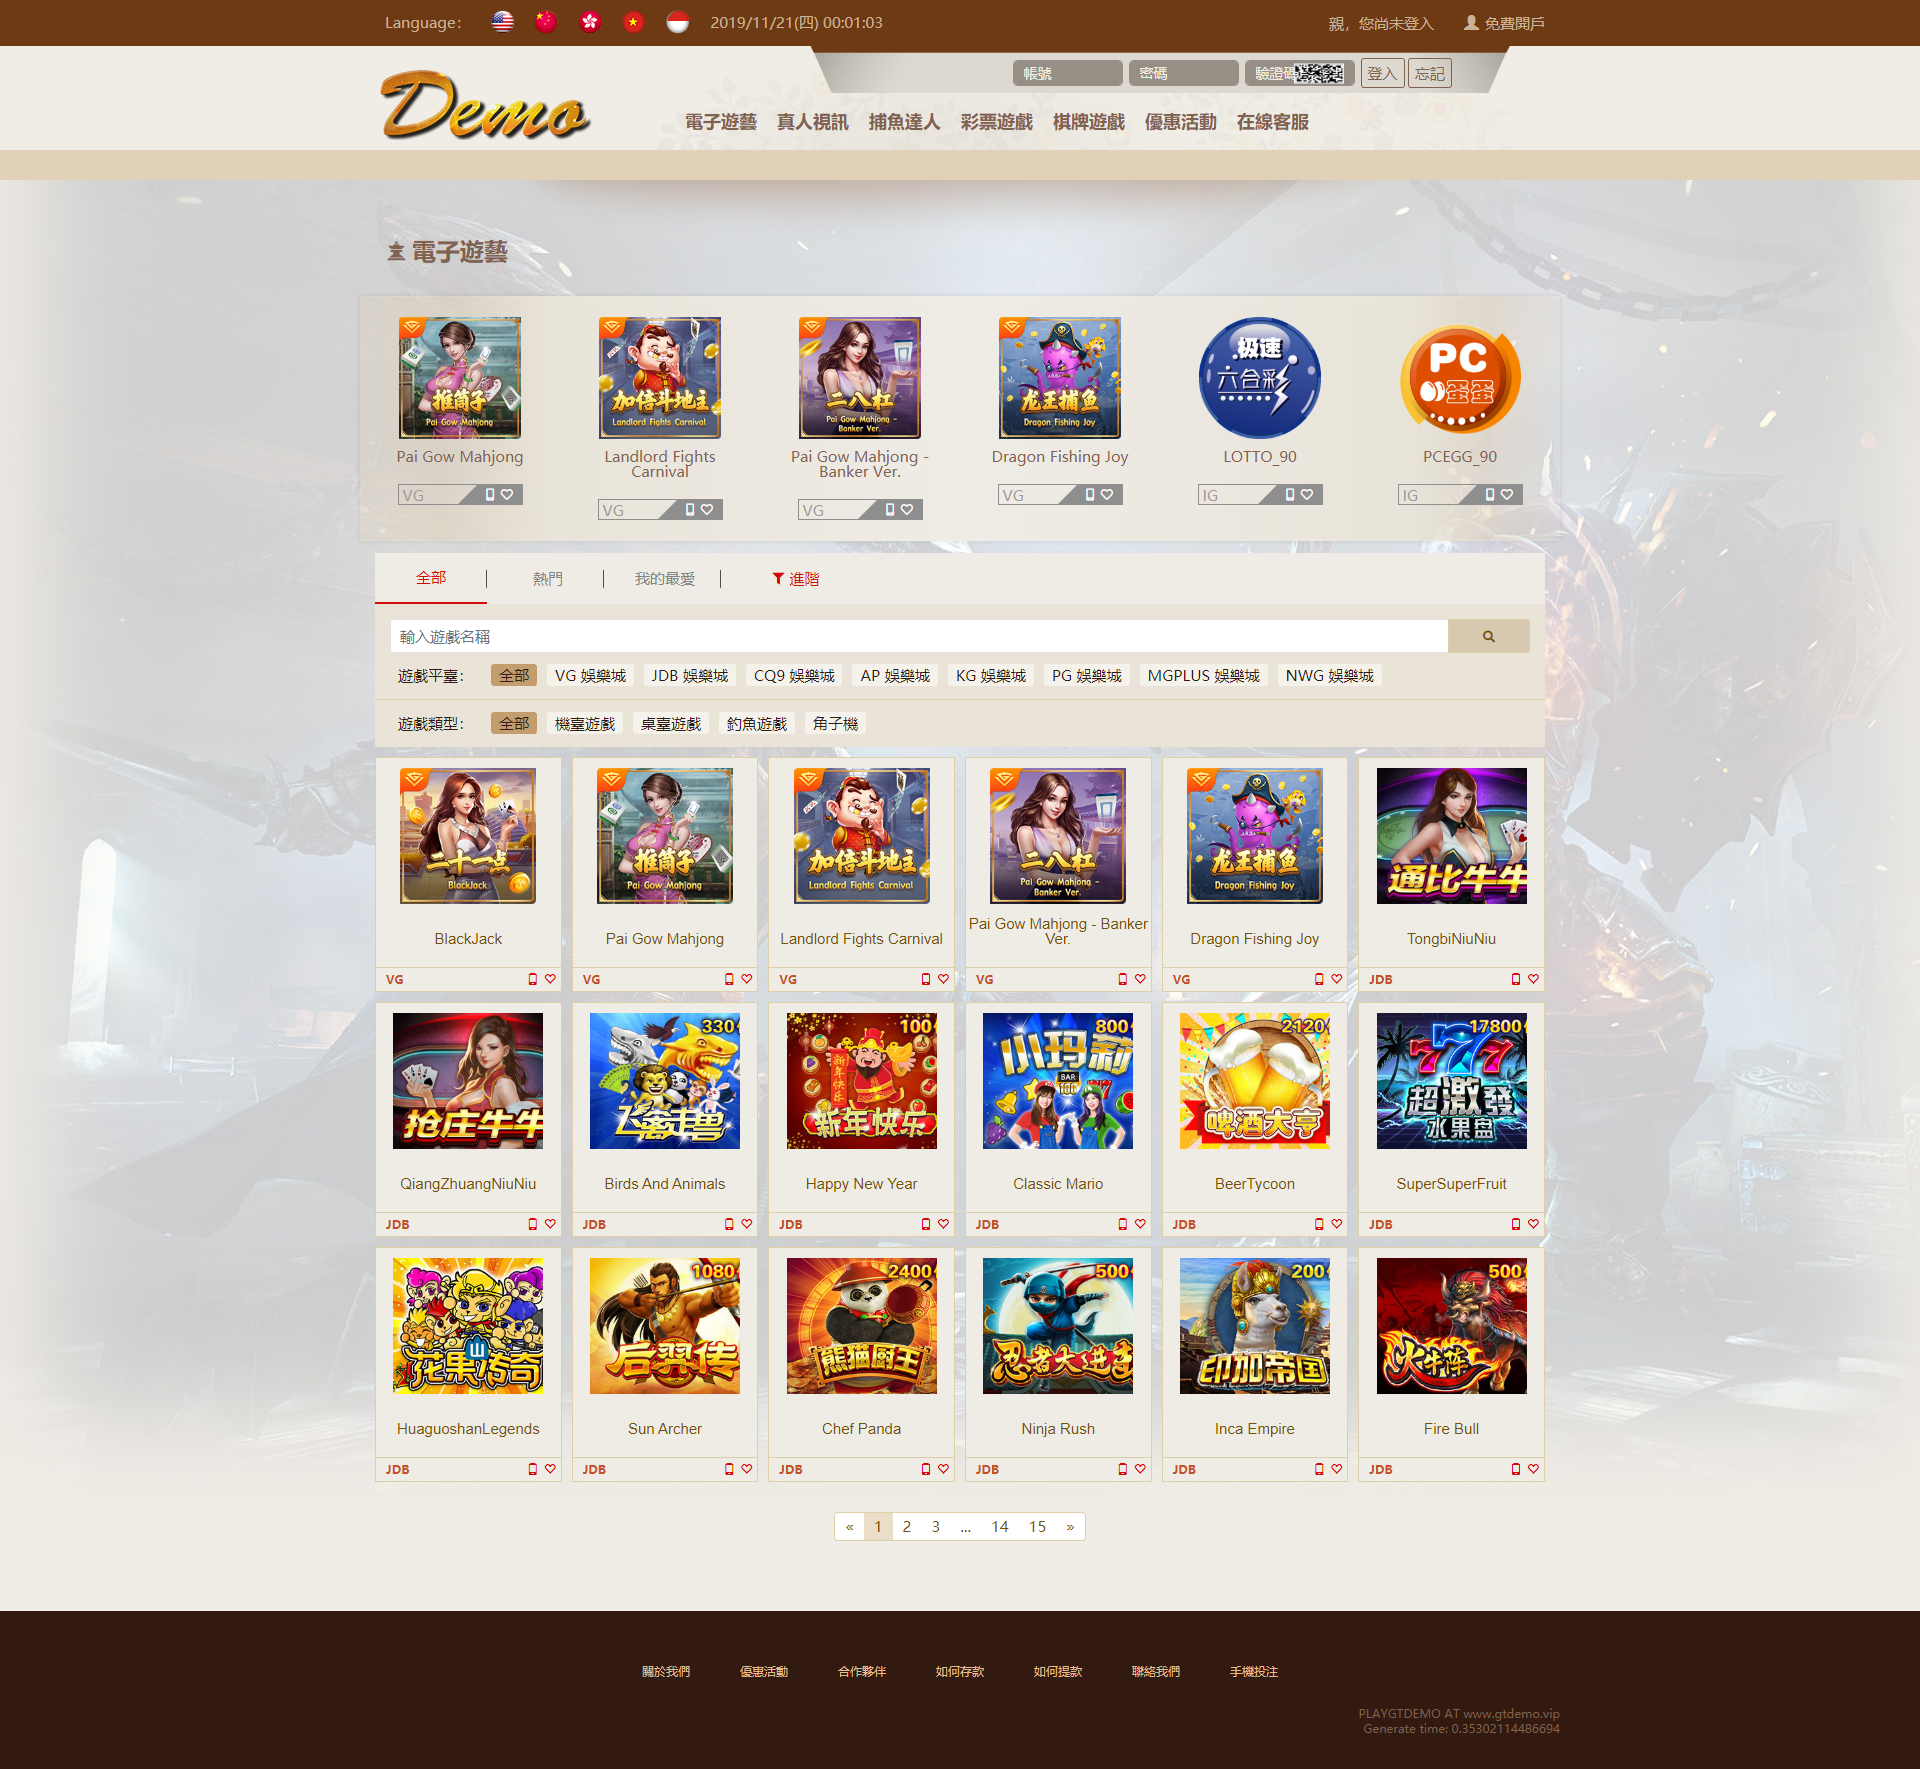 Language：
2019/11/21(四) 00:01:03
親，您尚未登入
免費開戶
帳號
密碼
驗證碼
登入
忘記
Demo
電子遊藝
真人視訊
捕魚達人
彩票遊戲
棋牌遊戲
優惠活動
在線客服
電子遊藝
推筒子
Pai Gow Mahjong
加倍斗地主
Landlord Fights Carnival
二八杠
Pai Gow Mahjong -
Banker Ver.
龙王捕鱼
Dragon Fishing Joy
极速
六合彩
PC
蛋蛋
Pai Gow Mahjong
Landlord Fights
Carnival
Pai Gow Mahjong -
Banker Ver.
Dragon Fishing Joy
LOTTO_90
PCEGG_90
VG
VG
VG
VG
IG
IG
全部
熱門
我的最愛
進階
輸入遊戲名稱
遊戲平臺：
全部
VG 娛樂城
JDB 娛樂城
CQ9 娛樂城
AP 娛樂城
KG 娛樂城
PG 娛樂城
MGPLUS 娛樂城
NWG 娛樂城
遊戲類型：
全部
機臺遊戲
桌臺遊戲
釣魚遊戲
角子機
二十一点
BlackJack
推筒子
Pai Gow Mahjong
加倍斗地主
Landlord Fights Carnival
二八杠
Pai Gow Mahjong -
Banker Ver.
龙王捕鱼
Dragon Fishing Joy
通比牛牛
BlackJack
Pai Gow Mahjong
Landlord Fights Carnival
Pai Gow Mahjong - Banker
Ver.
Dragon Fishing Joy
TongbiNiuNiu
VG
VG
VG
VG
VG
JDB
抢庄牛牛
330
飞禽走兽
100
新年快乐
新年快乐
800
小玛莉
BAR
100
2120
啤酒大亨
17800
777
超激發
水果盘
QiangZhuangNiuNiu
Birds And Animals
Happy New Year
Classic Mario
BeerTycoon
SuperSuperFruit
JDB
JDB
JDB
JDB
JDB
JDB
山
花果传奇
1080
后羿传
2400
熊猫厨王
500
忍者大进击
200
印加帝国
500
火牛阵
HuaguoshanLegends
Sun Archer
Chef Panda
Ninja Rush
Inca Empire
Fire Bull
JDB
JDB
JDB
JDB
JDB
JDB
« 1 2 3 ... 14 15 »
關於我們
優惠活動
合作夥伴
如何存款
如何提款
聯絡我們
手機投注
PLAYGTDEMO AT www.gtdemo.vip
Generate time: 0.35302114486694